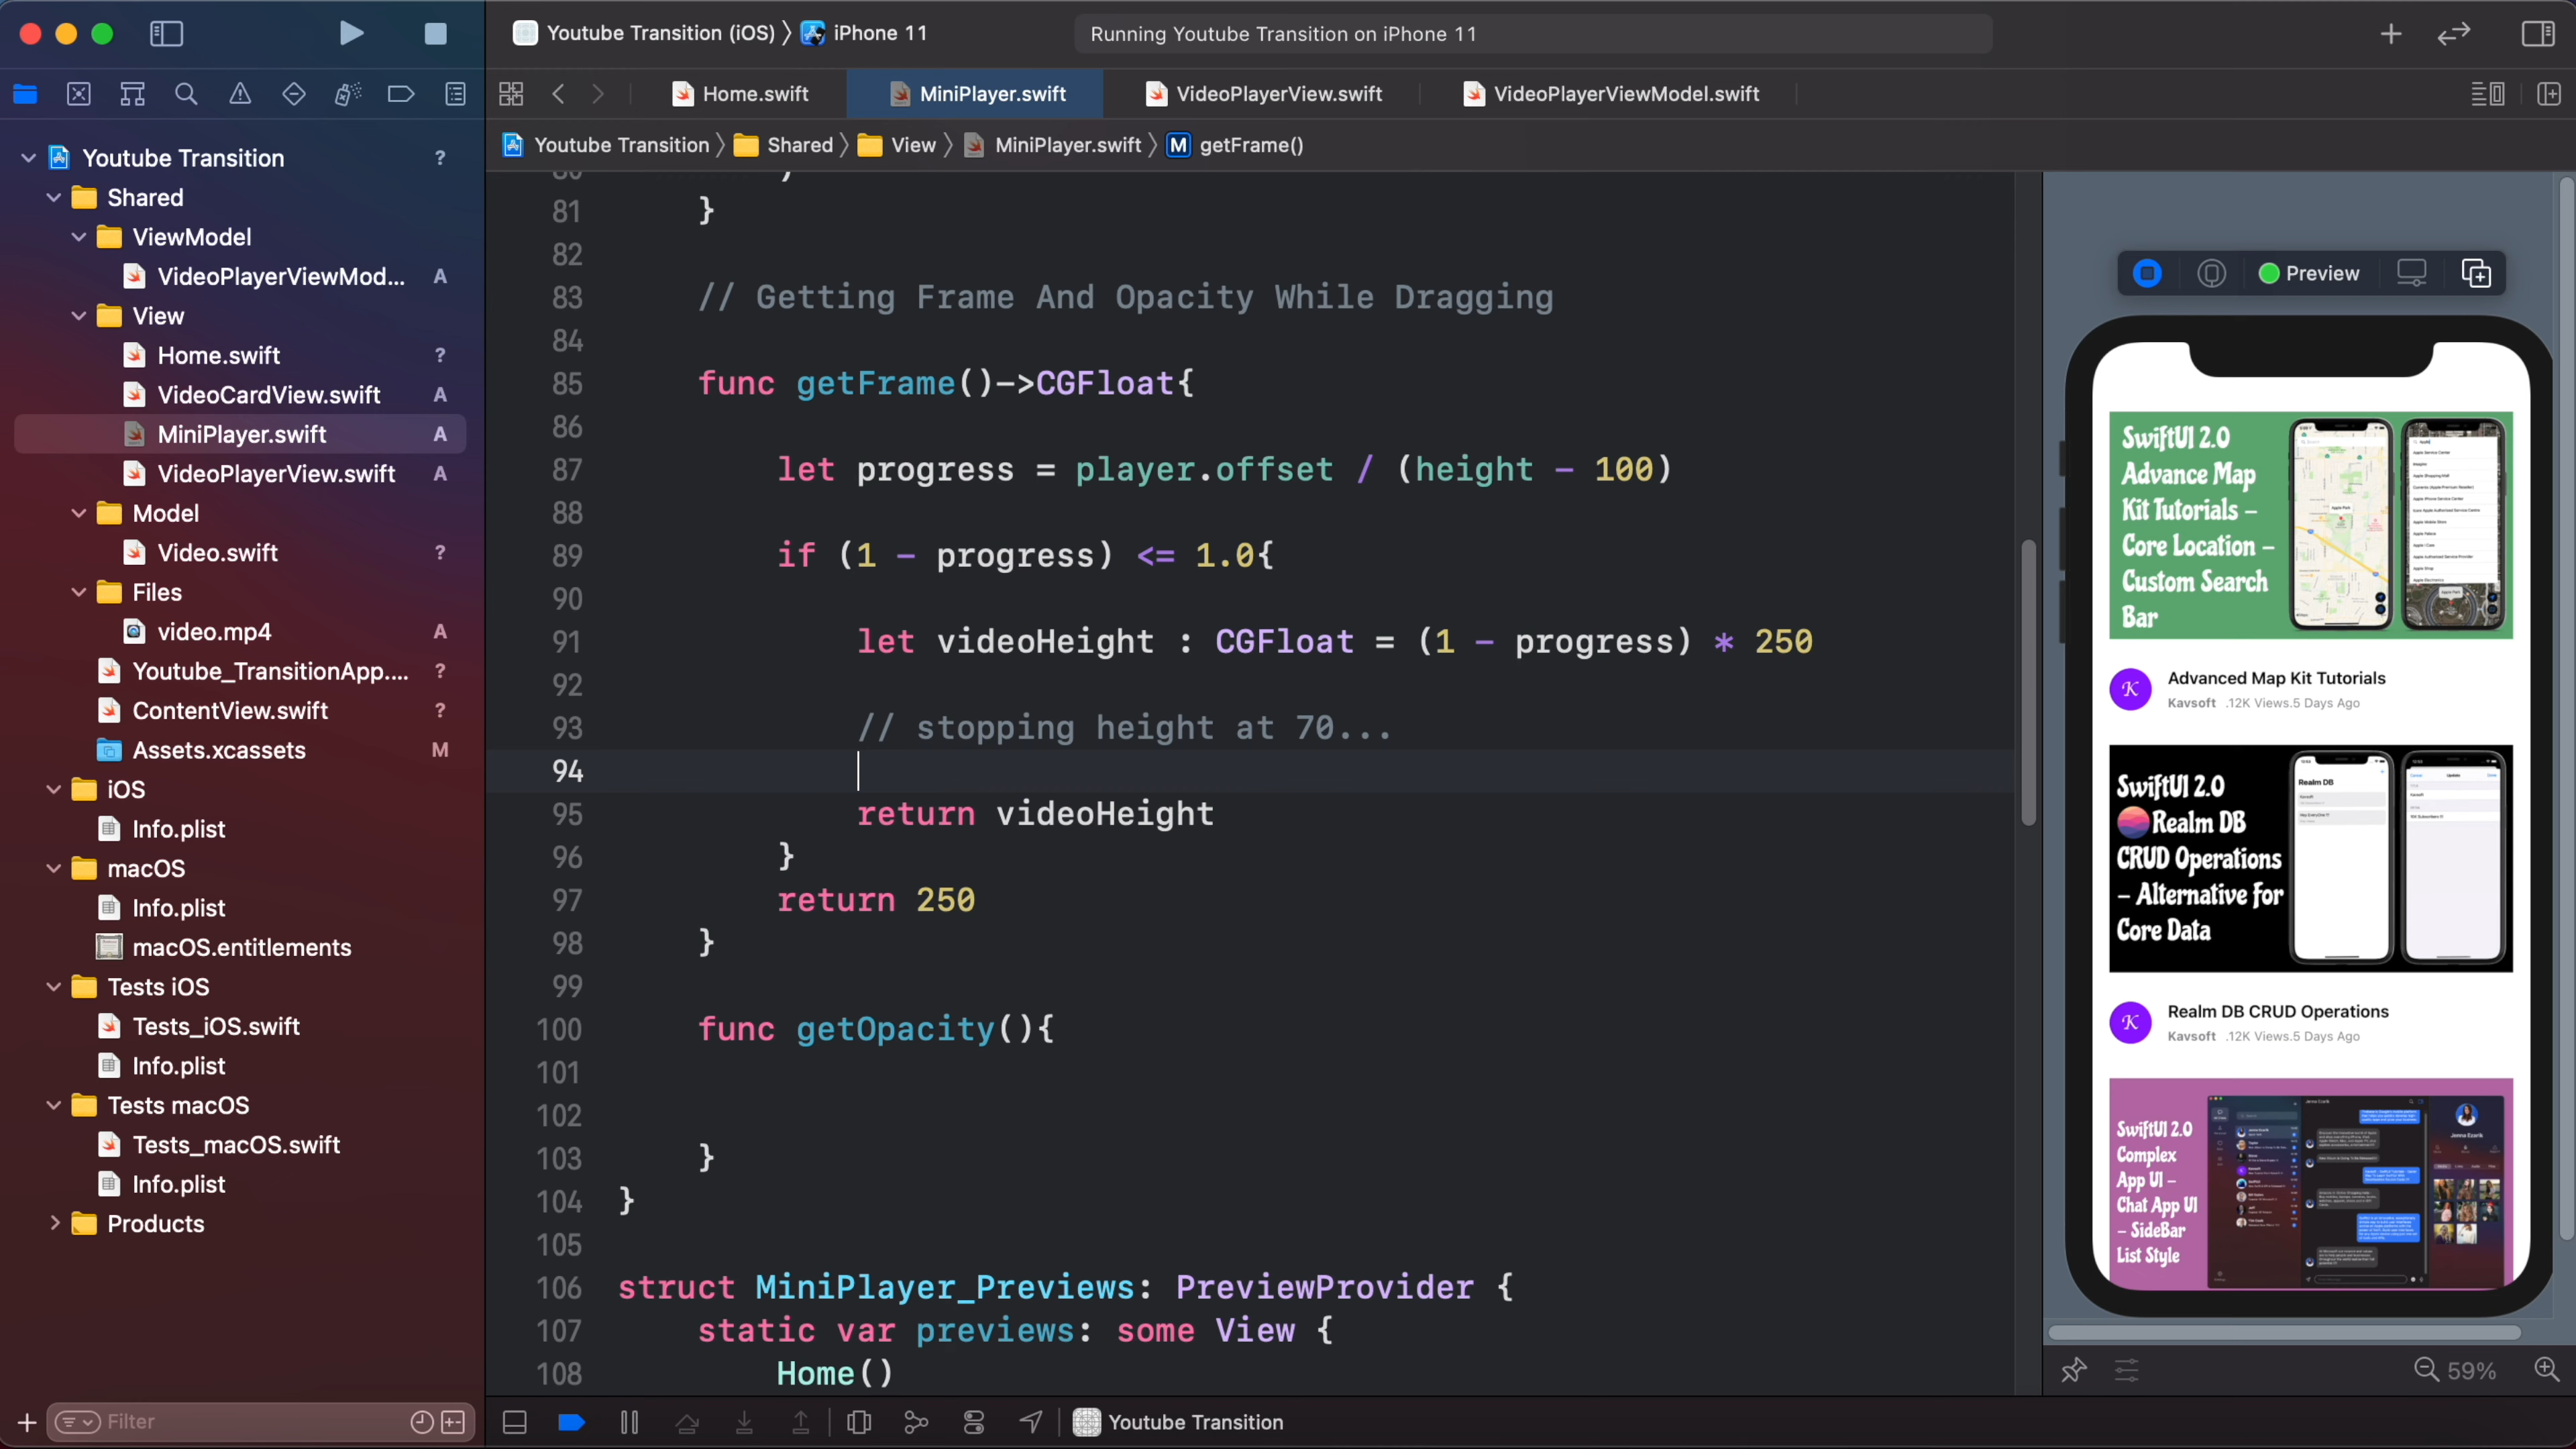 Youtube Transition (iOS) 〉 iPhone 11
Running Youtube Transition on iPhone 11
Home.swift
MiniPlayer.swift
VideoPlayerView.swift
VideoPlayerViewModel.swift
Youtube Transition 〉 Shared 〉 View 〉 MiniPlayer.swift 〉 M getFrame()
Youtube Transition ?
Shared
ViewModel
VideoPlayerViewMod... A
View
Home.swift ?
VideoCardView.swift A
MiniPlayer.swift A
VideoPlayerView.swift A
Model
Video.swift ?
Files
video.mp4 A
Youtube_TransitionApp.... ?
ContentView.swift ?
Assets.xcassets M
iOS
Info.plist
macOS
Info.plist
macOS.entitlements
Tests iOS
Tests_iOS.swift
Info.plist
Tests macOS
Tests_macOS.swift
Info.plist
Products
Filter
81 }
82
83 // Getting Frame And Opacity While Dragging
84
85 func getFrame()->CGFloat{
86
87 let progress = player.offset / (height - 100)
88
89 if (1 - progress) <= 1.0{
90
91 let videoHeight : CGFloat = (1 - progress) * 250
92
93 // stopping height at 70...
94
95 return videoHeight
96 }
97 return 250
98 }
99
100 func getOpacity(){
101
102
103 }
104 }
105
106 struct MiniPlayer_Previews: PreviewProvider {
107 static var previews: some View {
108 Home()
Youtube Transition
Preview
SwiftUI 2.0
Advance Map
Kit Tutorials –
Core Location –
Custom Search
Bar
K
Advanced Map Kit Tutorials
Kavsoft .12K Views.5 Days Ago
SwiftUI 2.0
Realm DB
CRUD Operations
– Alternative for
Core Data
Realm DB
K
Realm DB CRUD Operations
Kavsoft .12K Views.5 Days Ago
SwiftUI 2.0
Complex
App UI –
Chat App UI
– SideBar
List Style
59%